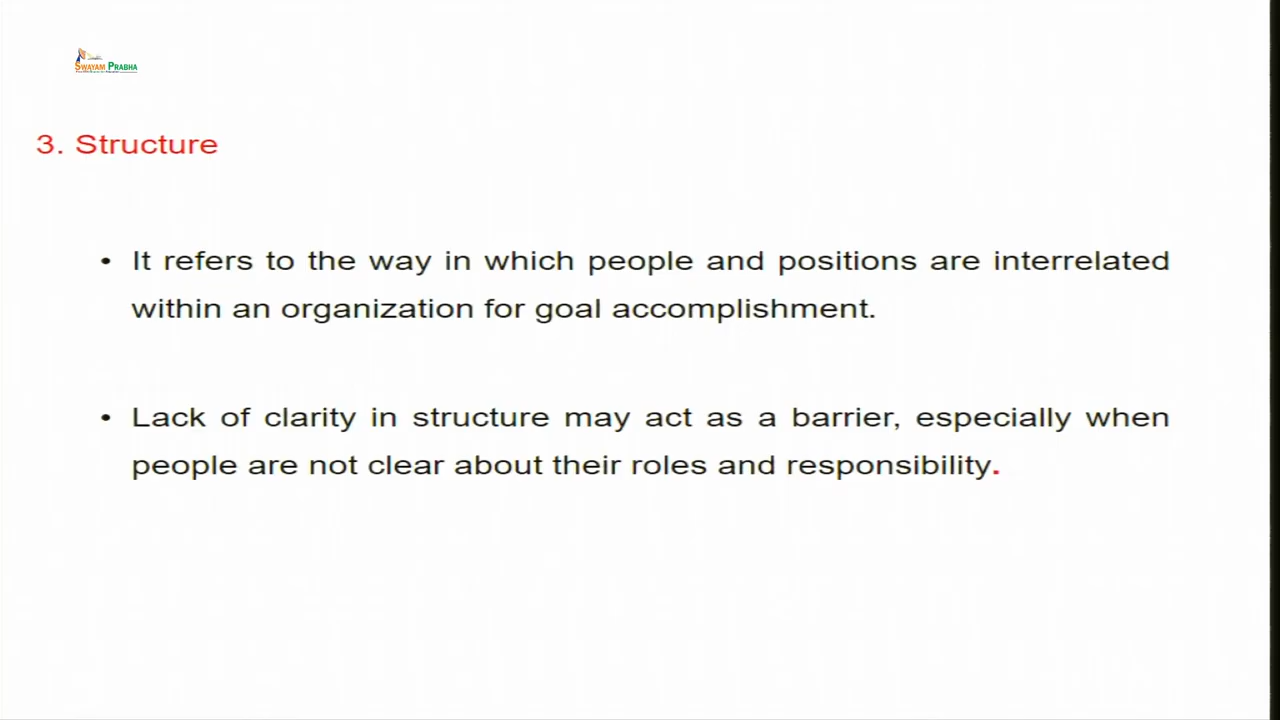 SWAYAM PRABHA
3. Structure
• It refers to the way in which people and positions are interrelated
within an organization for goal accomplishment.
• Lack of clarity in structure may act as a barrier, especially when
people are not clear about their roles and responsibility.